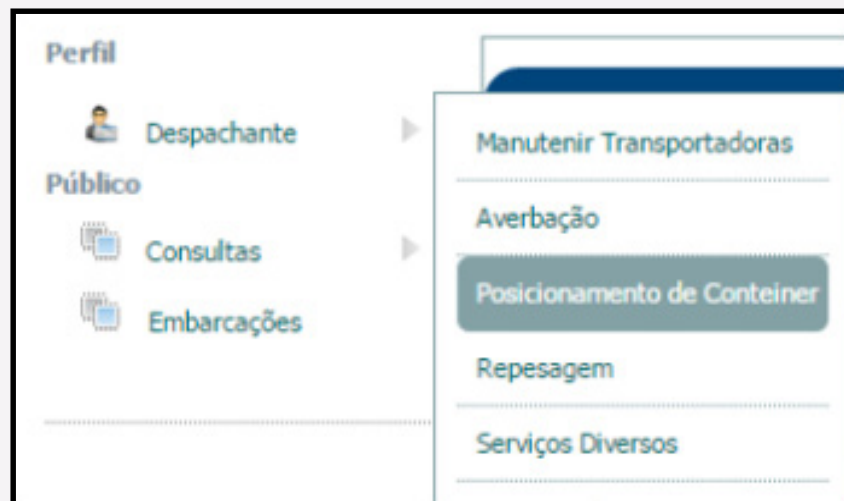 Perfil
Despachante
Público
Consultas
Embarcações
Manutenir Transportadoras
Averbação
Posicionamento de Conteiner
Repesagem
Serviços Diversos